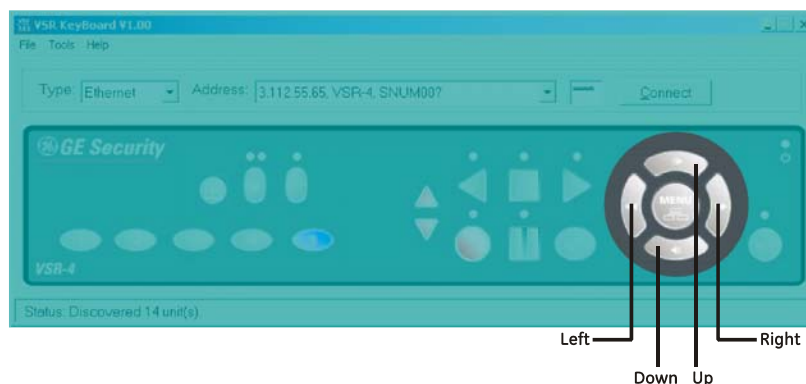 VSR KeyBoard V1.00
File Tools Help
Type: Ethernet Address: 3.112.55.65, VSR-4, SNUM007 Connect
GE Security
MENU
VSR-4
Status: Discovered 14 unit(s)
Left Right
Down Up